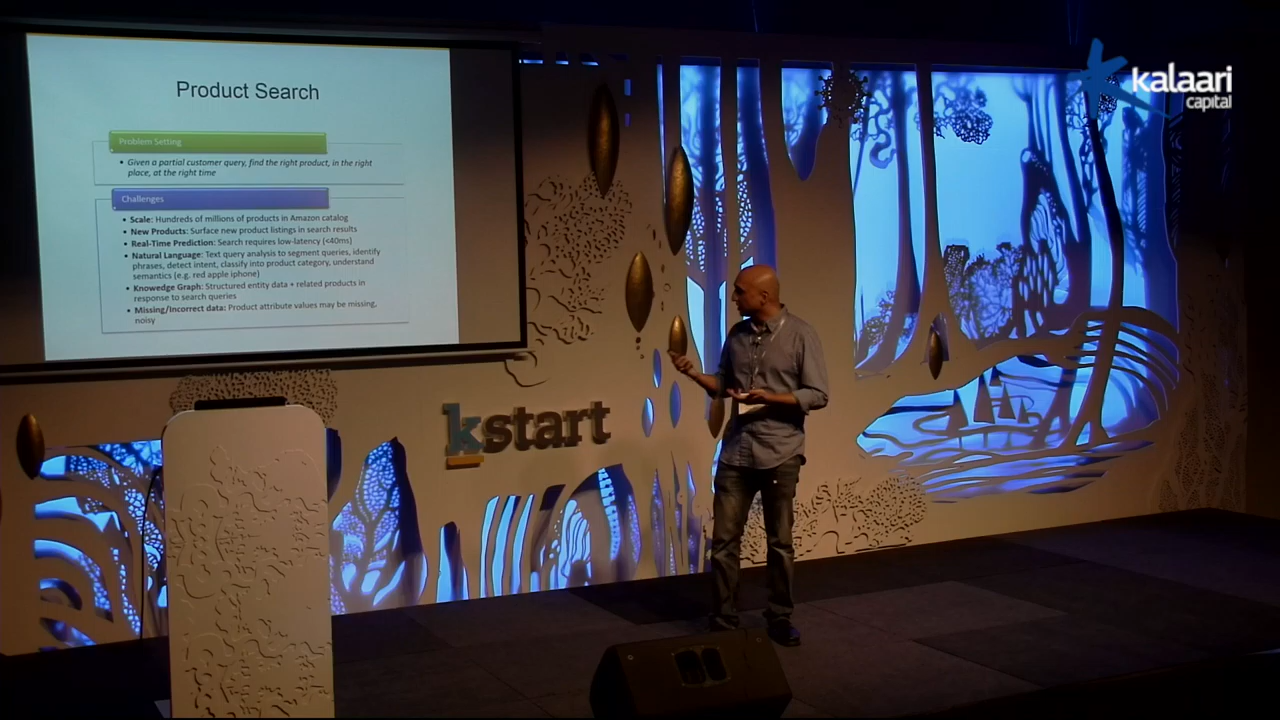 kalaari
capital
Product Search
Problem Setting
• Given a partial customer query, find the right product, in the right
place, at the right time
Challenges
• Scale: Hundreds of millions of products in Amazon catalog
• New Products: Surface new product listings in search results
• Real-Time Prediction: Search requires low-latency (<40ms)
• Natural Language: Text query analysis to segment queries, identify
phrases, detect intent, classify into product category, understand
semantics (e.g. red apple iphone)
• Knowedge Graph: Structured entity data + related products in
response to search queries
• Missing/Incorrect data: Product attribute values may be missing,
noisy
kstart